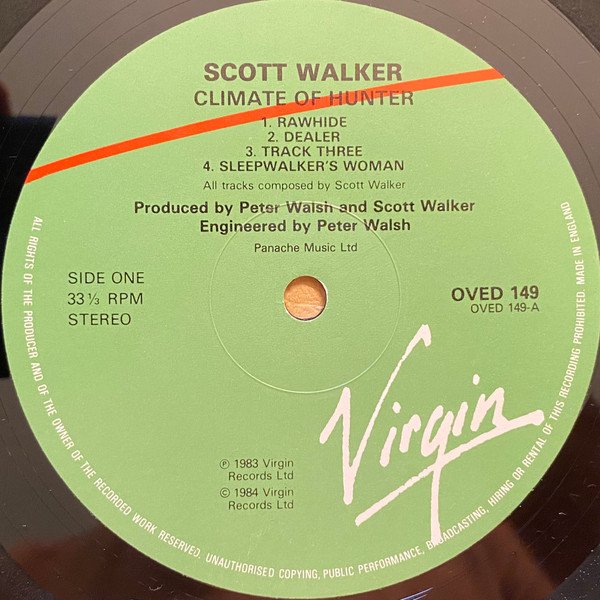 SCOTT WALKER
CLIMATE OF HUNTER
1. RAWHIDE
2. DEALER
3. TRACK THREE
4. SLEEPWALKER'S WOMAN
All tracks composed by Scott Walker
Produced by Peter Walsh and Scott Walker
Engineered by Peter Walsh
Panache Music Ltd
SIDE ONE
33 ⅓ RPM
STEREO
OVED 149
OVED 149-A
Virgin
℗ 1983 Virgin
Records Ltd
© 1984 Virgin
Records Ltd
ALL RIGHTS OF THE PRODUCER AND OF THE OWNER OF THE RECORDED WORK RESERVED. UNAUTHORISED COPYING, PUBLIC PERFORMANCE, BROADCASTING, HIRING OR RENTAL OF THIS RECORDING PROHIBITED. MADE IN ENGLAND